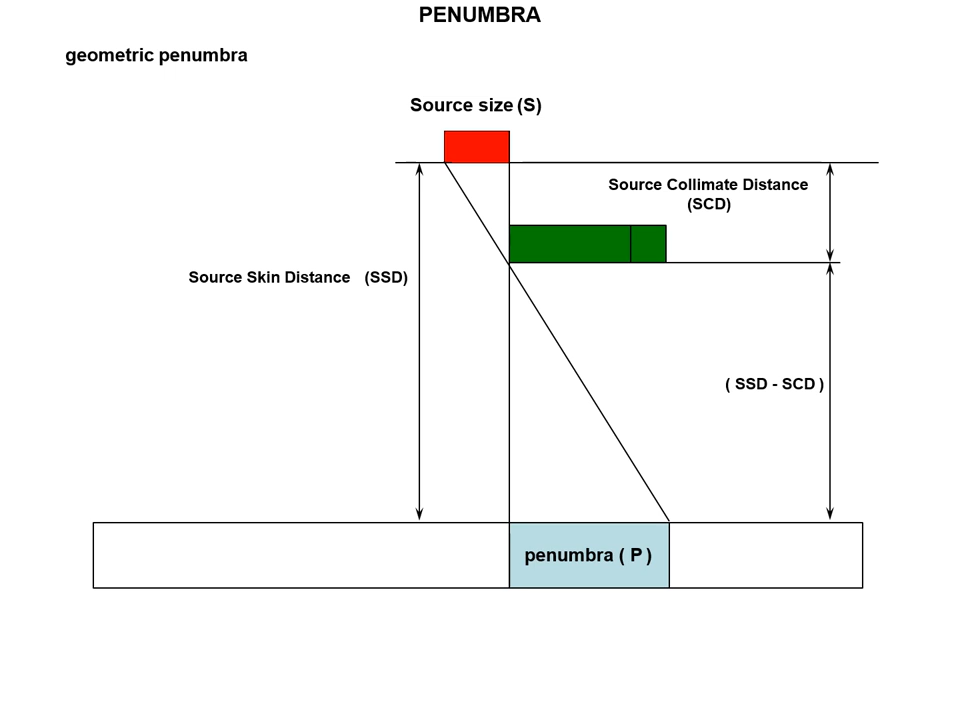 PENUMBRA
geometric penumbra
Source size (S)
Source Collimate Distance
(SCD)
Source Skin Distance (SSD)
( SSD - SCD )
penumbra ( P )